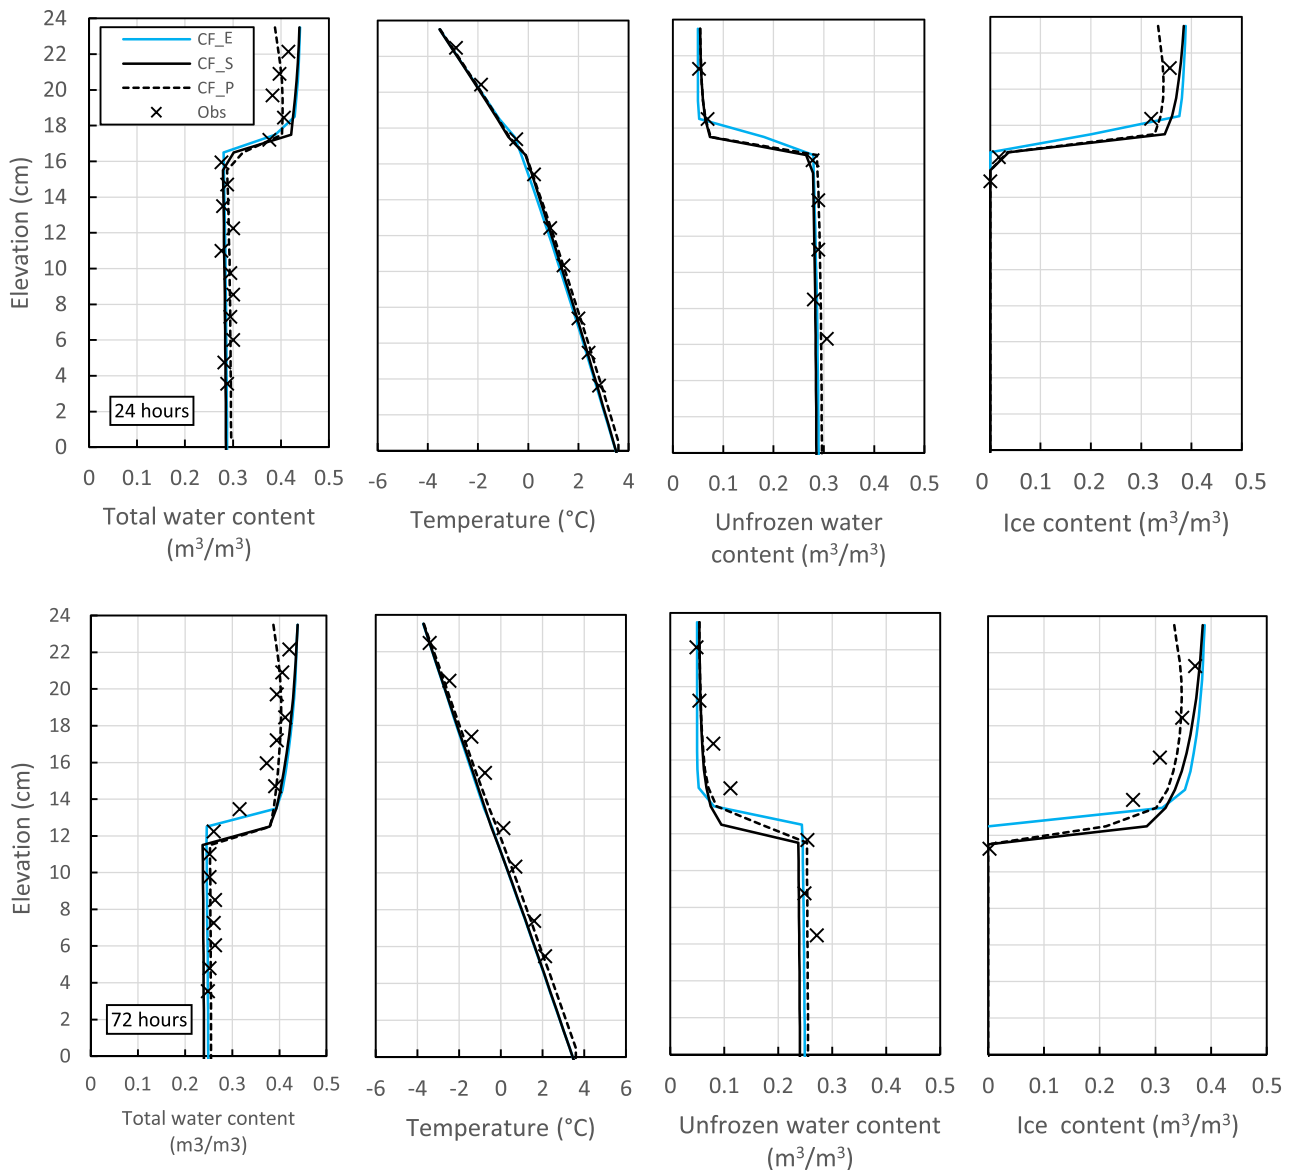 24
22
20
18
16
14
12
10
8
6
4
2
0
Elevation (cm)
CF_E
CF_S
CF_P
Obs
24 hours
0 0.1 0.2 0.3 0.4 0.5
Total water content
(m³/m³)
-6 -4 -2 0 2 4
Temperature (°C)
0 0.2 0.3 0.4 0.5
Unfrozen water
content (m³/m³)
0 0.1 0.2 0.3 0.4 0.5
Ice content (m³/m³)
24
22
20
18
16
14
12
10
8
6
4
2
0
Elevation (cm)
72 hours
0 0.1 0.2 0.3 0.4 0.5
Total water content
(m3/m3)
-6 -4 -2 0 2 4 6
Temperature (°C)
0 0.1 0.2 0.3 0.4 0.5
Unfrozen water content
(m³/m³)
0 0.1 0.2 0.3 0.4 0.5
Ice content (m³/m³)